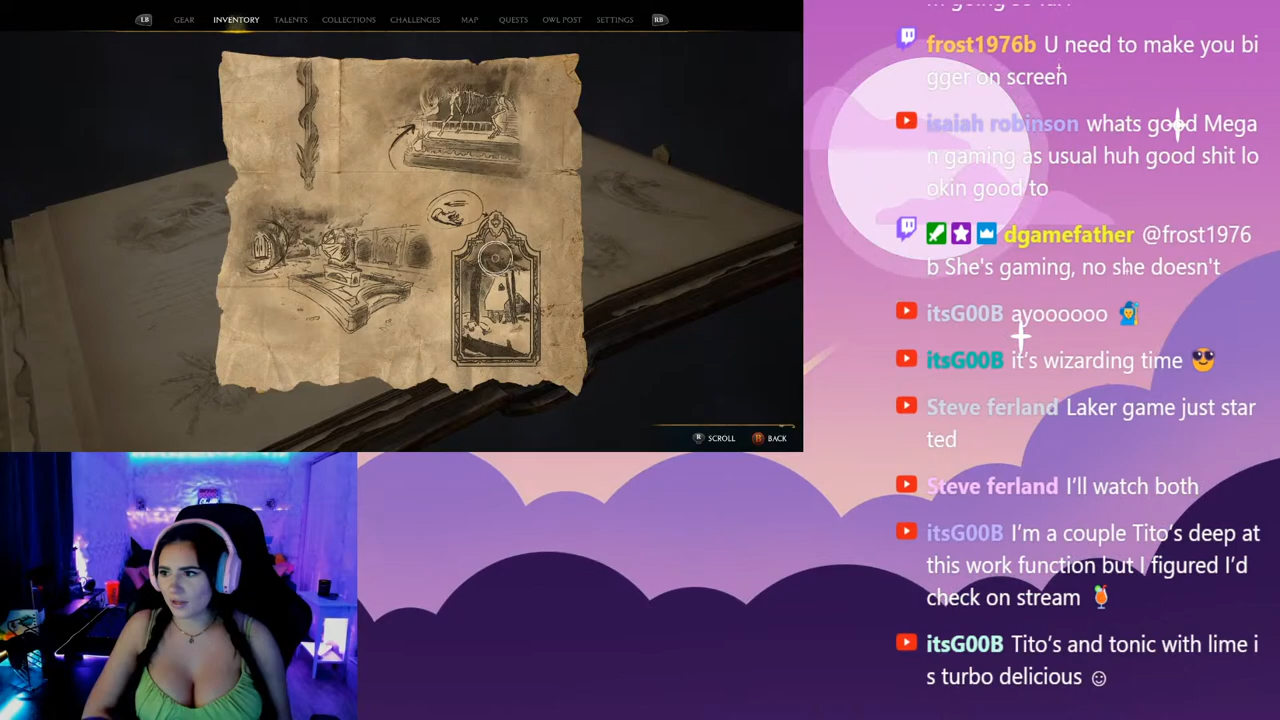 LB GEAR INVENTORY TALENTS COLLECTIONS CHALLENGES MAP QUESTS OWL POST SETTINGS RB
frost1976b U need to make you bi
gger on screen
isaiah robinson whats good Mega
n gaming as usual huh good shit lo
okin good to
dgamefather @frost1976
b She's gaming, no she doesn't
itsG00B ayoooooo 
itsG00B it’s wizarding time 😎
Steve ferland Laker game just star
ted
Steve ferland I’ll watch both
itsG00B I’m a couple Tito’s deep at
this work function but I figured I’d
check on stream 🍹
itsG00B Tito’s and tonic with lime i
s turbo delicious ☺
R SCROLL B BACK